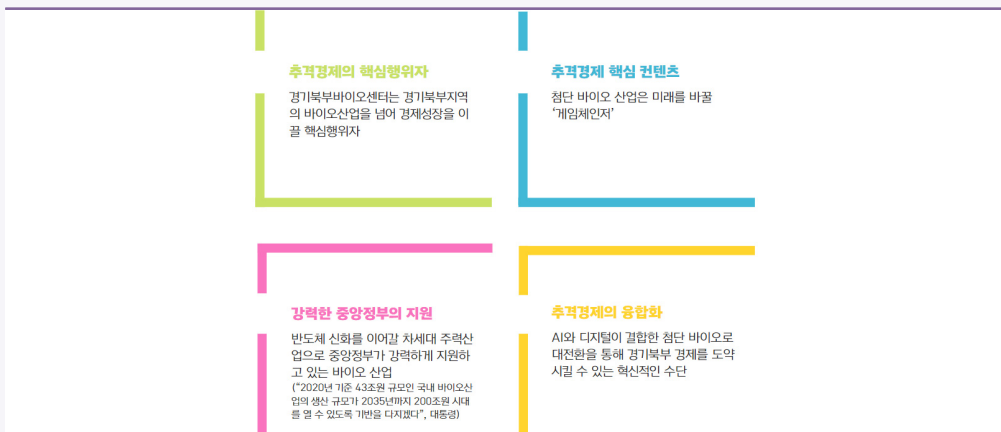 추격경제의 핵심행위자
경기북부바이오센터는 경기북부지역
의 바이오산업을 넘어 경제성장을 이
끌 핵심행위자
추격경제 핵심 컨텐츠
첨단 바이오 산업은 미래를 바꿀
‘게임체인저’
강력한 중앙정부의 지원
반도체 신화를 이어갈 차세대 주력산
업으로 중앙정부가 강력하게 지원하
고 있는 바이오 산업
(“2020년 기준 43조원 규모인 국내 바이오산
업의 생산 규모가 2035년까지 200조원 시대
를 열 수 있도록 기반을 다지겠다”, 대통령)
추격경제의 융합화
AI와 디지털이 결합한 첨단 바이오로
대전환을 통해 경기북부 경제를 도약
시킬 수 있는 혁신적인 수단